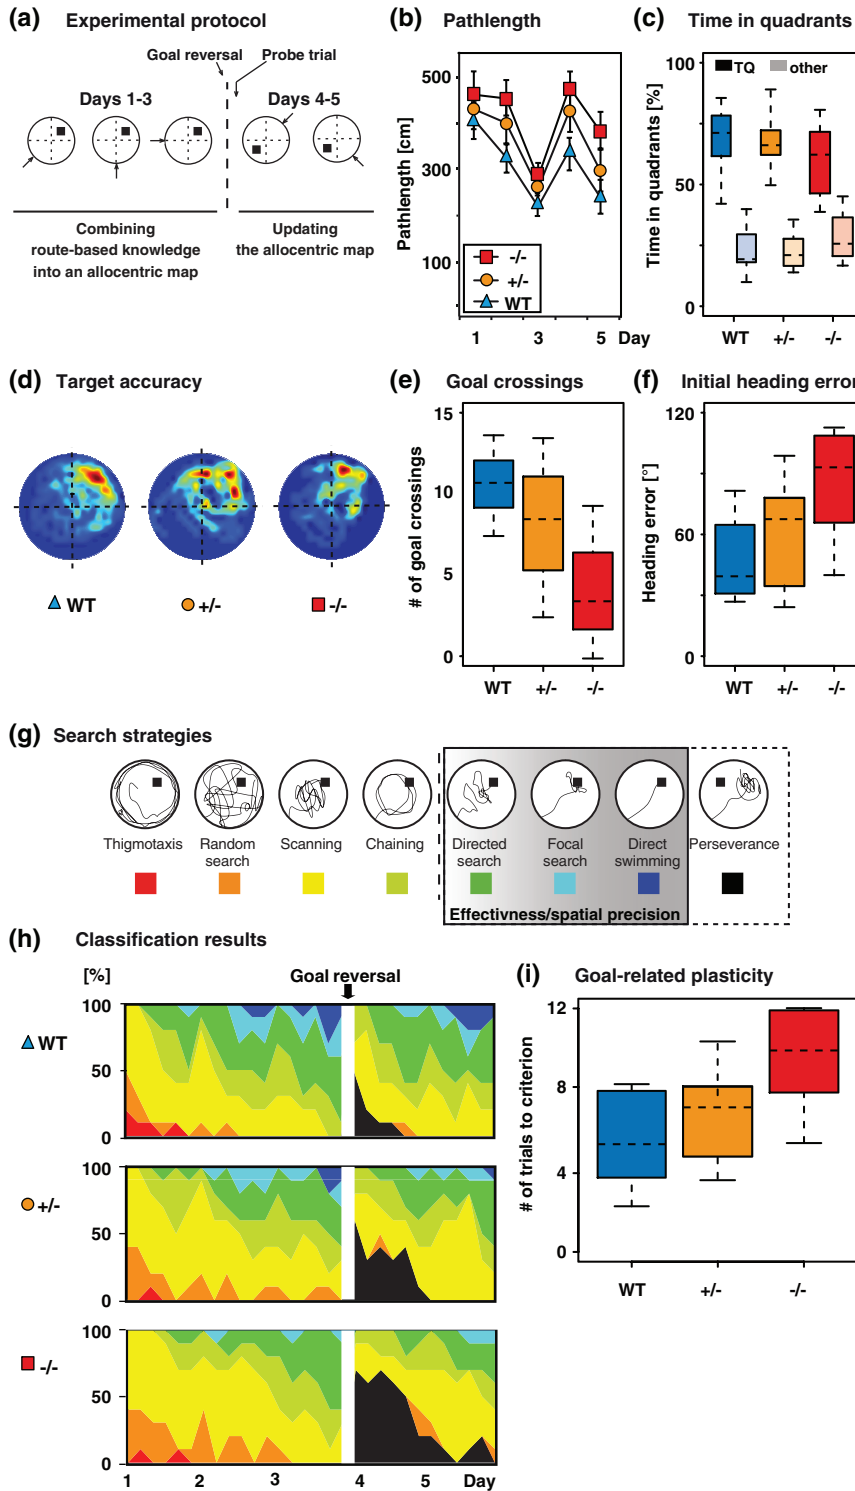 (a) Experimental protocol
Goal reversal
Probe trial
Days 1-3
Days 4-5
Combining
route-based knowledge
into an allocentric map
Updating
the allocentric map
(b) Pathlength
Pathlength [cm]
500
300
100
-/-
+/-
WT
1 3 5 Day
(c) Time in quadrants
Time in quadrants [%]
100
50
0
TQ other
WT +/- -/-
(d) Target accuracy
WT +/- -/-
(e) Goal crossings
# of goal crossings
15
10
5
0
WT +/- -/-
(f) Initial heading error
Heading error [°]
120
60
0
WT +/- -/-
(g) Search strategies
Thigmotaxis
Random
search
Scanning
Chaining
Directed
search
Focal
search
Direct
swimming
Perseverance
Effectivness/spatial precision
(h) Classification results
[%]
Goal reversal
WT
100
50
0
+/-
100
50
0
-/-
100
50
0
1 2 3 4 5 Day
(i) Goal-related plasticity
# of trials to criterion
12
8
4
0
WT +/- -/-